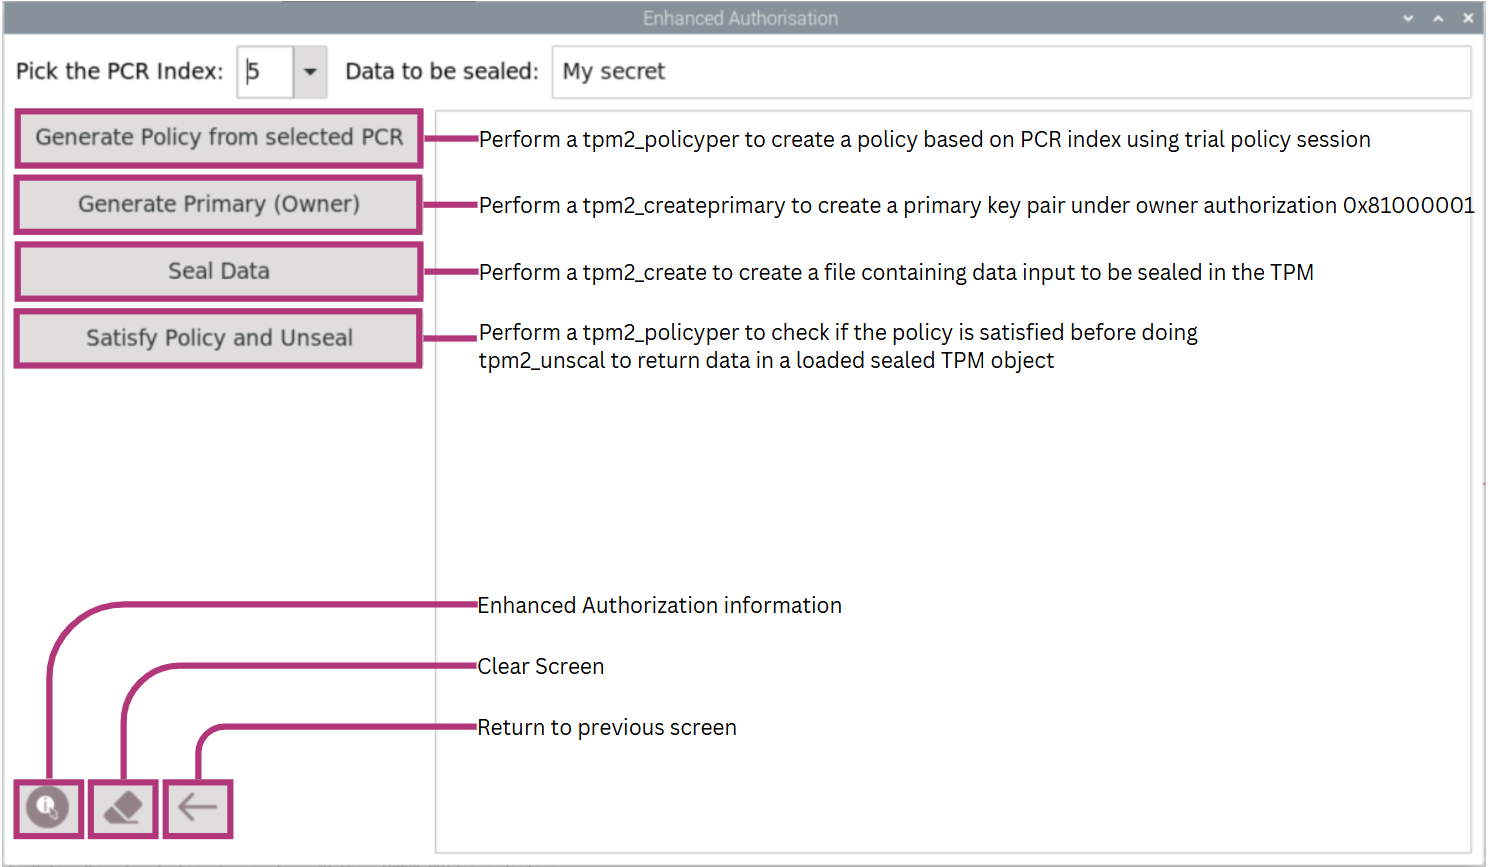 Enhanced Authorisation
Pick the PCR Index: 5 Data to be sealed: My secret
Generate Policy from selected PCR Perform a tpm2_policyper to create a policy based on PCR index using trial policy session
Generate Primary (Owner) Perform a tpm2_createprimary to create a primary key pair under owner authorization 0x81000001
Seal Data Perform a tpm2_create to create a file containing data input to be sealed in the TPM
Satisfy Policy and Unseal Perform a tpm2_policyper to check if the policy is satisfied before doing
tpm2_unscal to return data in a loaded sealed TPM object
Enhanced Authorization information
Clear Screen
Return to previous screen